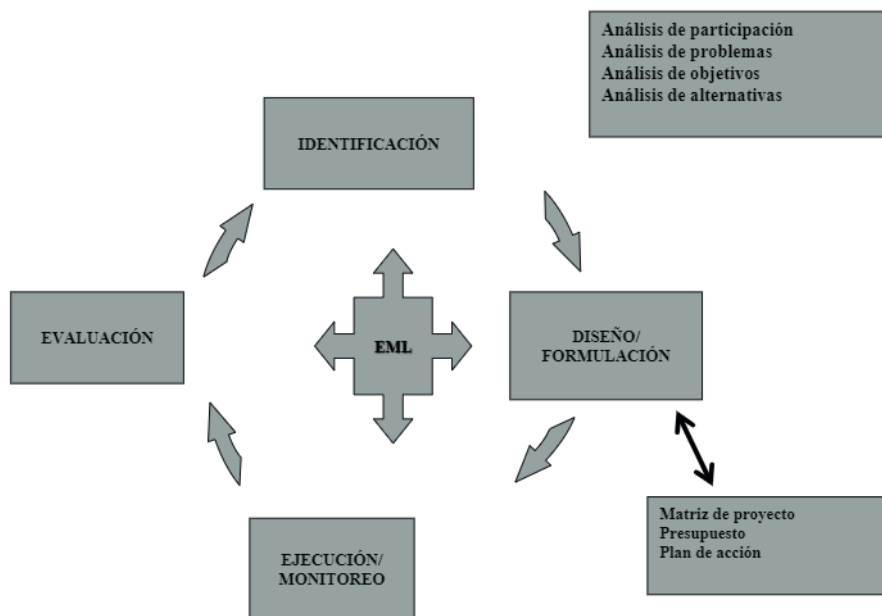 Análisis de participación
Análisis de problemas
Análisis de objetivos
Análisis de alternativas
IDENTIFICACIÓN
EVALUACIÓN
EML
DISEÑO/
FORMULACIÓN
Matriz de proyecto
Presupuesto
Plan de acción
EJECUCIÓN/
MONITOREO